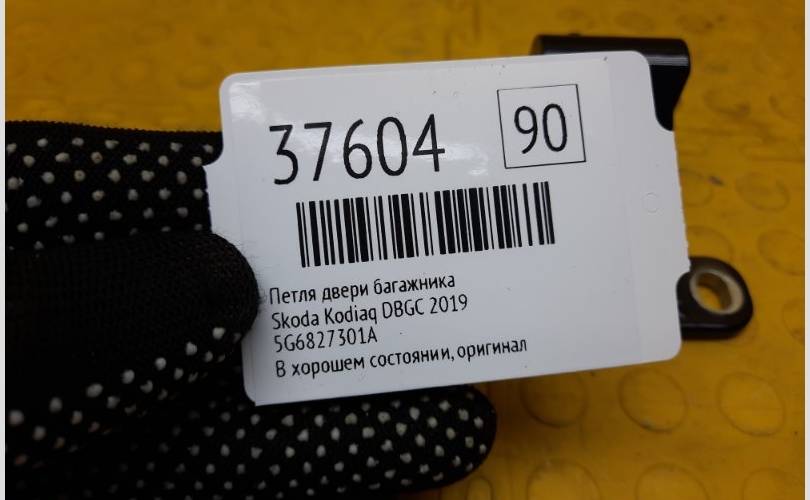 37604 90
Петля двери багажника
Skoda Kodiaq DBGC 2019
5G6827301A
В хорошем состоянии, оригинал